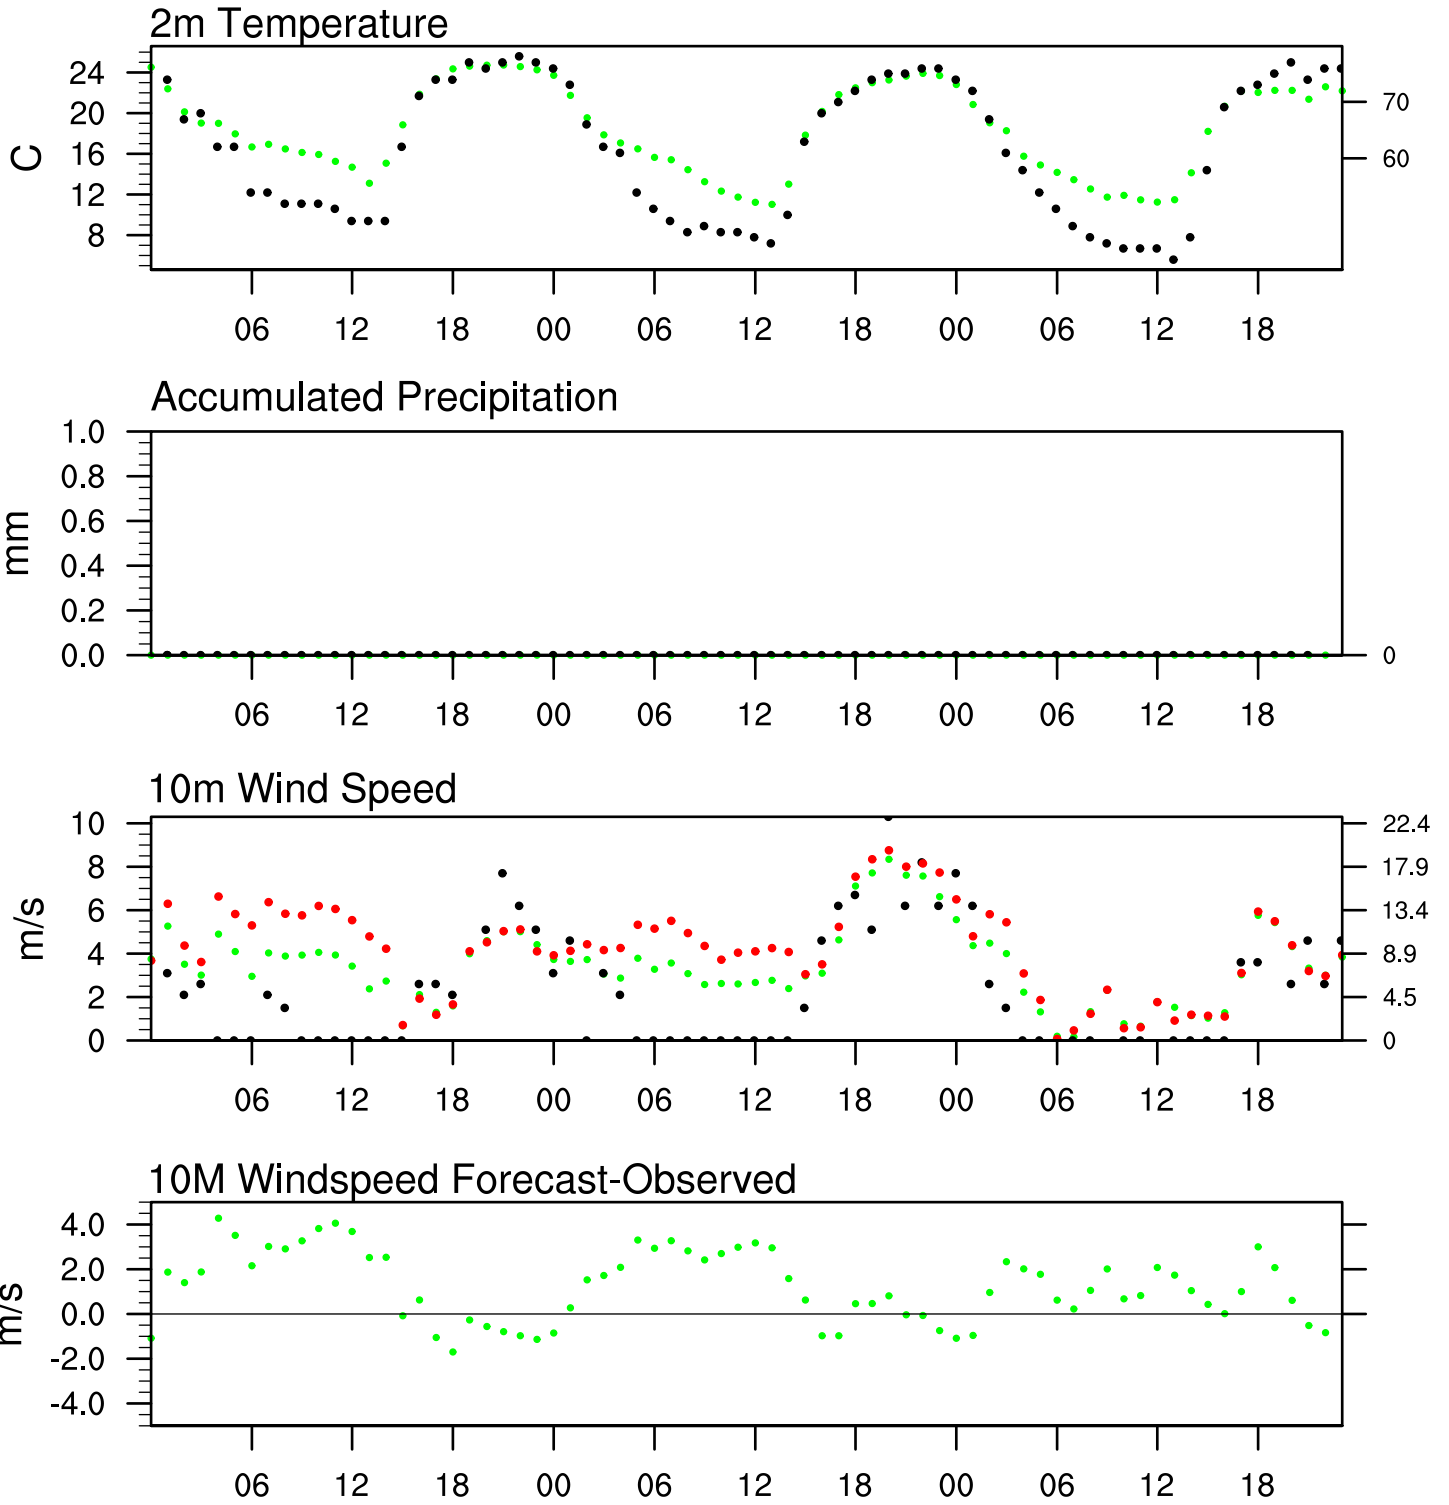 2m Temperature
24
20
16
12
8
C
70
60
06 12 18 00 06 12 18 00 06 12 18
Accumulated Precipitation
1.0
0.8
0.6
0.4
0.2
0.0
mm
0
06 12 18 00 06 12 18 00 06 12 18
10m Wind Speed
10
8
6
4
2
0
m/s
22.4
17.9
13.4
8.9
4.5
0
06 12 18 00 06 12 18 00 06 12 18
10M Windspeed Forecast-Observed
4.0
2.0
0.0
-2.0
-4.0
m/s
06 12 18 00 06 12 18 00 06 12 18